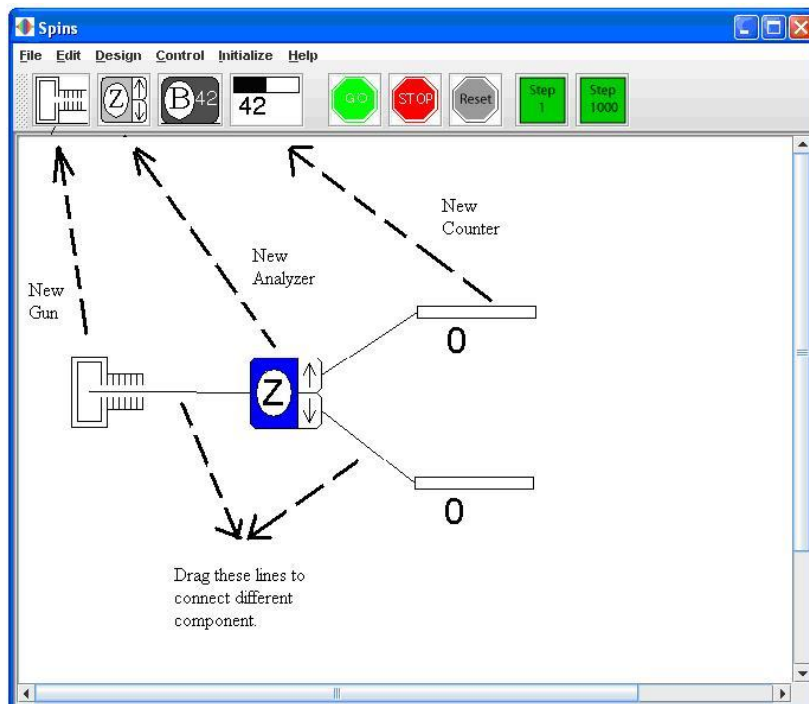 Spins
File Edit Design Control Initialize Help
Z B 42 42 GO STOP Reset Step 1 Step 1000
New
Counter
New
Analyzer
New
Gun
0
Z
0
Drag these lines to
connect different
component.